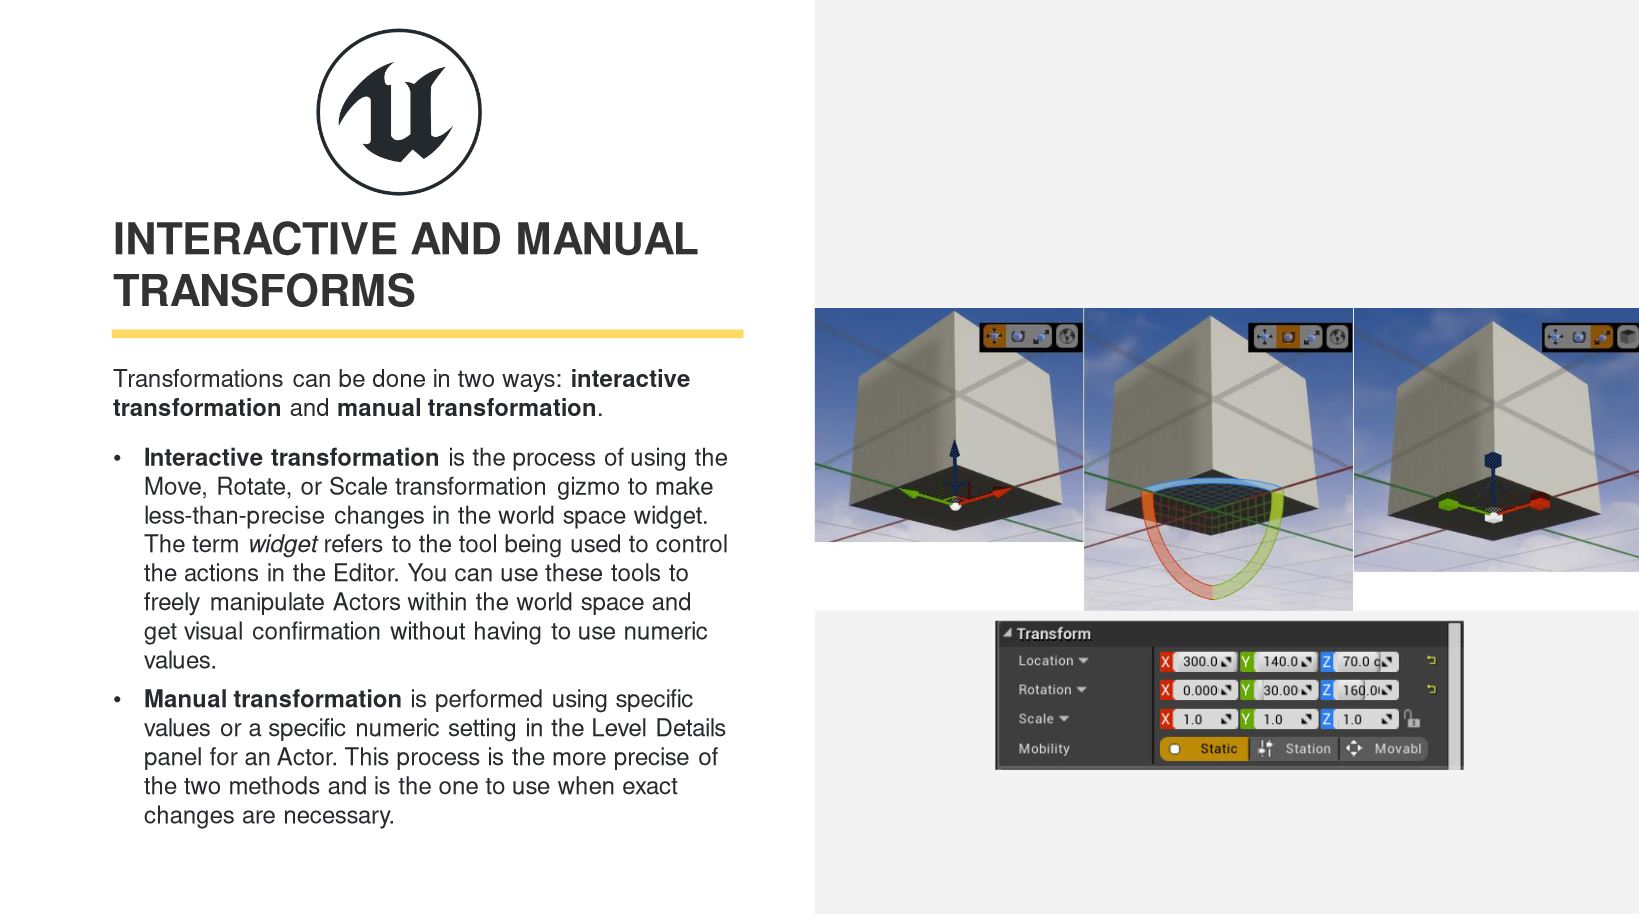 INTERACTIVE AND MANUAL
TRANSFORMS
Transformations can be done in two ways: interactive
transformation and manual transformation.
• Interactive transformation is the process of using the
Move, Rotate, or Scale transformation gizmo to make
less-than-precise changes in the world space widget.
The term widget refers to the tool being used to control
the actions in the Editor. You can use these tools to
freely manipulate Actors within the world space and
get visual confirmation without having to use numeric
values.
• Manual transformation is performed using specific
values or a specific numeric setting in the Level Details
panel for an Actor. This process is the more precise of
the two methods and is the one to use when exact
changes are necessary.
Transform
Location X 300.0 Y 140.0 Z 70.0 c
Rotation X 0.000 Y 30.00 Z 160.0
Scale X 1.0 Y 1.0 Z 1.0
Mobility Static Station Movabl